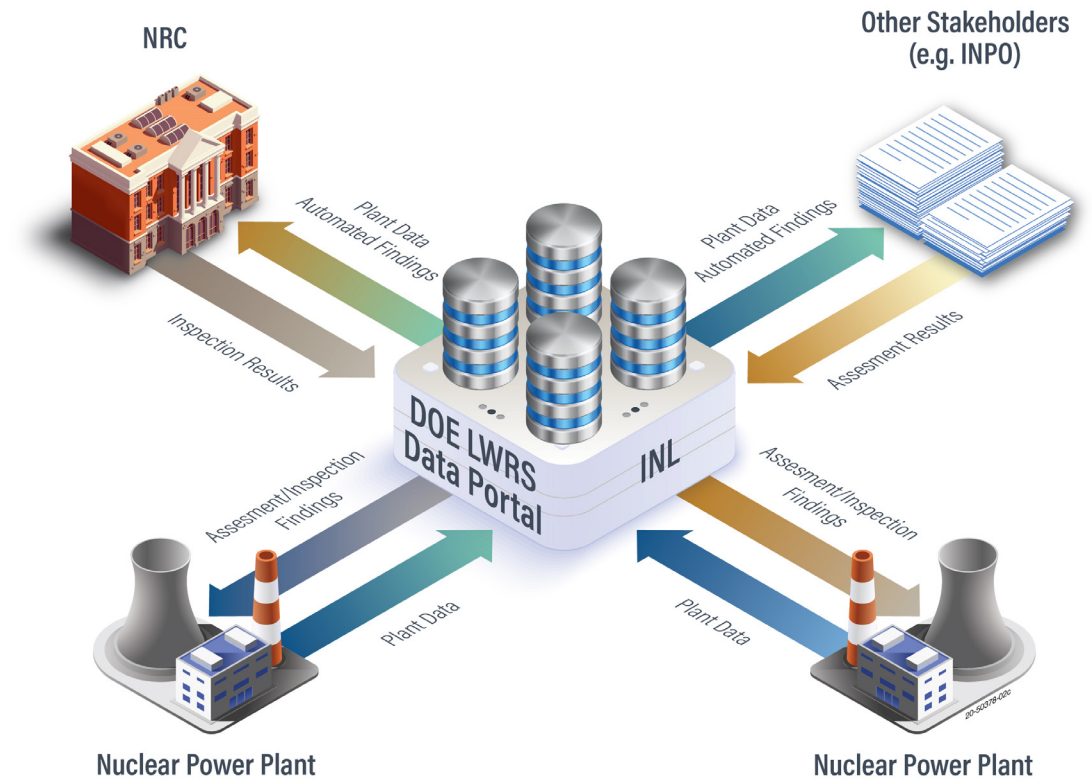 NRC
Other Stakeholders
(e.g. INPO)
Plant Data
Automated Findings
Plant Data
Automated Findings
Inspection Results
Assesment Results
DOE LWRS
Data Portal
INL
Assesment/Inspection
Findings
Assesment/Inspection
Findings
Plant Data
Plant Data
20-50378-02c
Nuclear Power Plant
Nuclear Power Plant